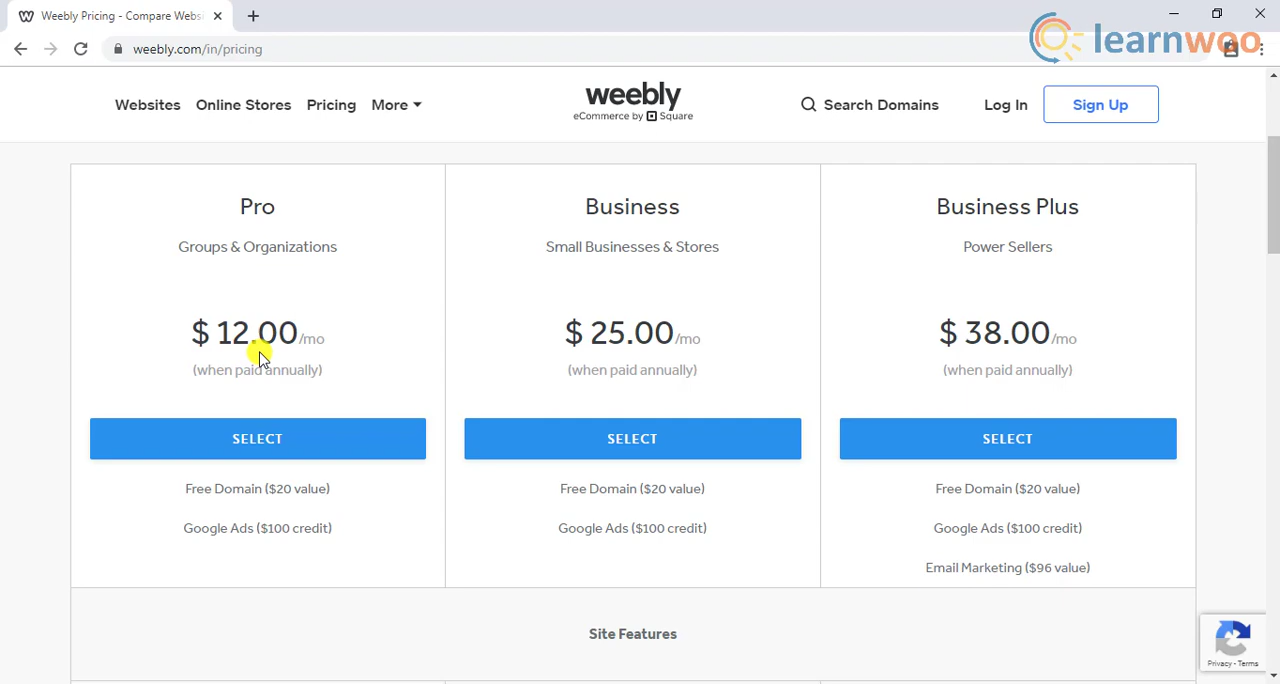 Weebly Pricing - Compare Webs
weebly.com/in/pricing
learnwoo
Websites Online Stores Pricing More
weebly
eCommerce by Square
Search Domains
Log In
Sign Up
Pro
Groups & Organizations
$ 12.00/mo
(when paid annually)
SELECT
Free Domain ($20 value)
Google Ads ($100 credit)
Business
Small Businesses & Stores
$ 25.00/mo
(when paid annually)
SELECT
Free Domain ($20 value)
Google Ads ($100 credit)
Business Plus
Power Sellers
$ 38.00/mo
(when paid annually)
SELECT
Free Domain ($20 value)
Google Ads ($100 credit)
Email Marketing ($96 value)
Site Features
Privacy - Terms